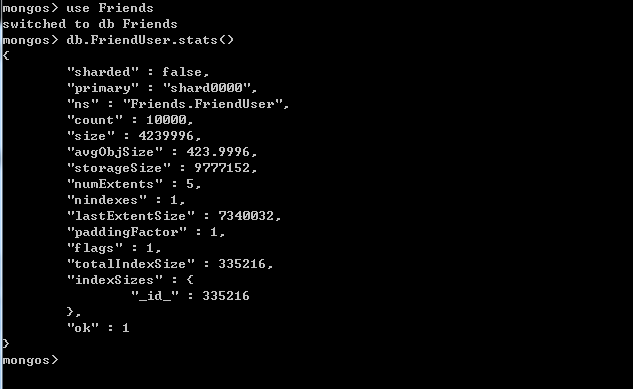 mongos> use Friends
switched to db Friends
mongos> db.FriendUser.stats()
{
        "sharded" : false,
        "primary" : "shard0000",
        "ns" : "Friends.FriendUser",
        "count" : 10000,
        "size" : 4239996,
        "avgObjSize" : 423.9996,
        "storageSize" : 9777152,
        "numExtents" : 5,
        "nindexes" : 1,
        "lastExtentSize" : 7340032,
        "paddingFactor" : 1,
        "flags" : 1,
        "totalIndexSize" : 335216,
        "indexSizes" : {
                "_id_" : 335216
        },
        "ok" : 1
}
mongos>